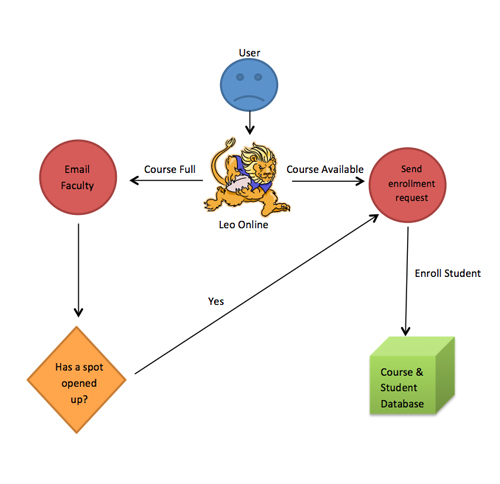 User
Email
Faculty
Course Full
Course Available
Send
enrollment
request
Leo Online
Enroll Student
Yes
Has a spot
opened
up?
Course &
Student
Database